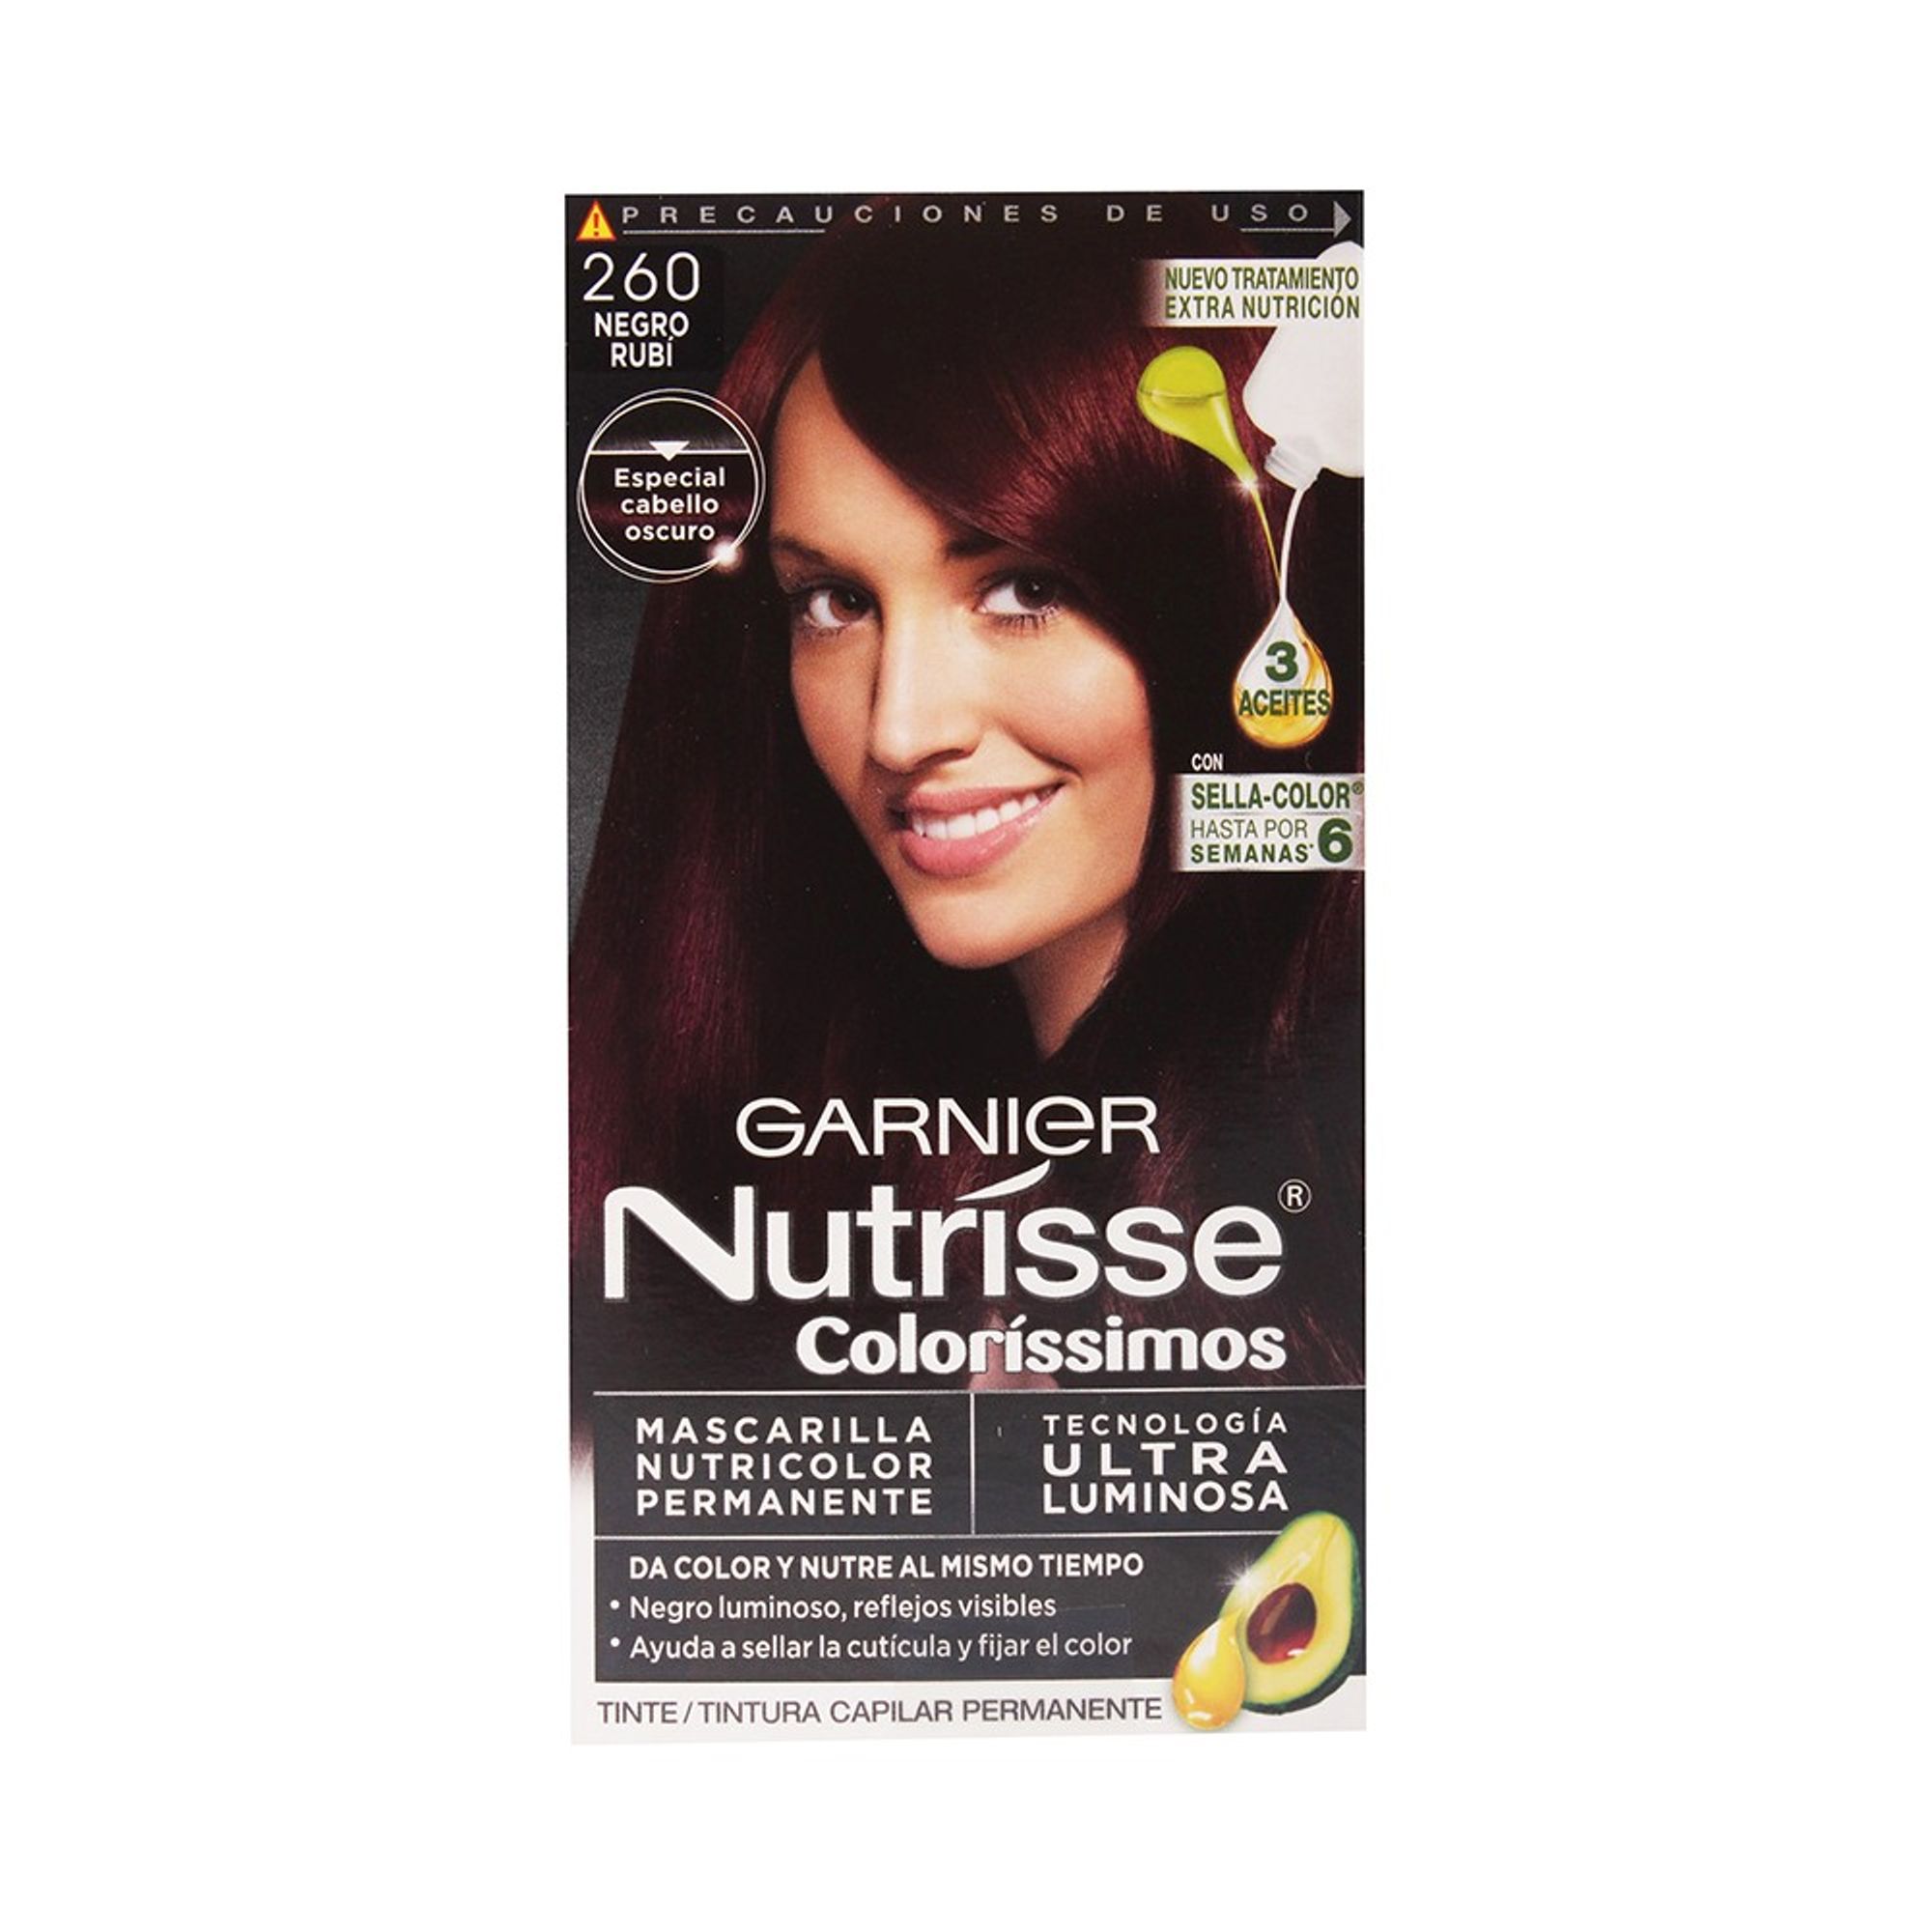 PRECAUCIONES DE USO
260
NEGRO
RUBÍ
Especial
cabello
oscuro
NUEVO TRATAMIENTO
EXTRA NUTRICIÓN
3
ACEITES
CON
SELLA-COLOR®
HASTA POR 6
SEMANAS*
GARNIER
Nutrisse®
Coloríssimos
MASCARILLA
NUTRICOLOR
PERMANENTE
TECNOLOGÍA
ULTRA
LUMINOSA
DA COLOR Y NUTRE AL MISMO TIEMPO
• Negro luminoso, reflejos visibles
• Ayuda a sellar la cutícula y fijar el color
TINTE / TINTURA CAPILAR PERMANENTE